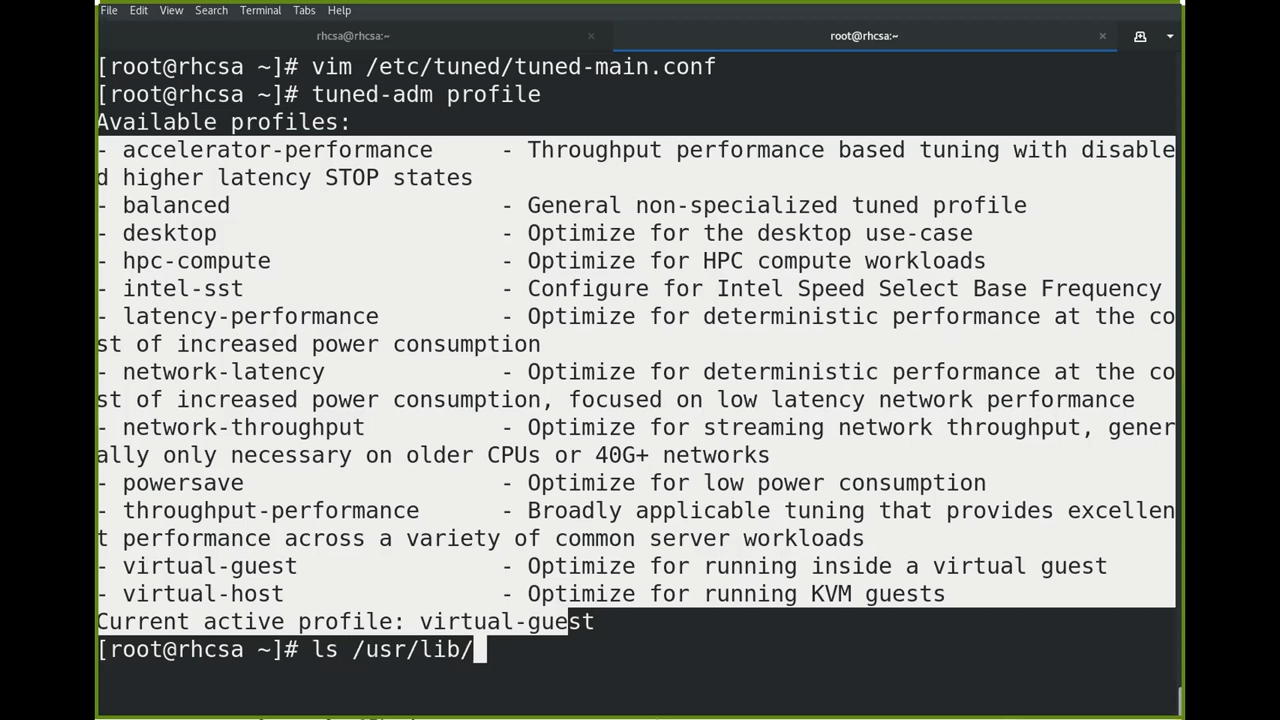 File Edit View Search Terminal Tabs Help
rhcsa@rhcsa:~ × root@rhcsa:~ ×
[root@rhcsa ~]# vim /etc/tuned/tuned-main.conf
[root@rhcsa ~]# tuned-adm profile
Available profiles:
- accelerator-performance - Throughput performance based tuning with disable
d higher latency STOP states
- balanced - General non-specialized tuned profile
- desktop - Optimize for the desktop use-case
- hpc-compute - Optimize for HPC compute workloads
- intel-sst - Configure for Intel Speed Select Base Frequency
- latency-performance - Optimize for deterministic performance at the co
st of increased power consumption
- network-latency - Optimize for deterministic performance at the co
st of increased power consumption, focused on low latency network performance
- network-throughput - Optimize for streaming network throughput, gener
ally only necessary on older CPUs or 40G+ networks
- powersave - Optimize for low power consumption
- throughput-performance - Broadly applicable tuning that provides excellen
t performance across a variety of common server workloads
- virtual-guest - Optimize for running inside a virtual guest
- virtual-host - Optimize for running KVM guests
Current active profile: virtual-guest
[root@rhcsa ~]# ls /usr/lib/